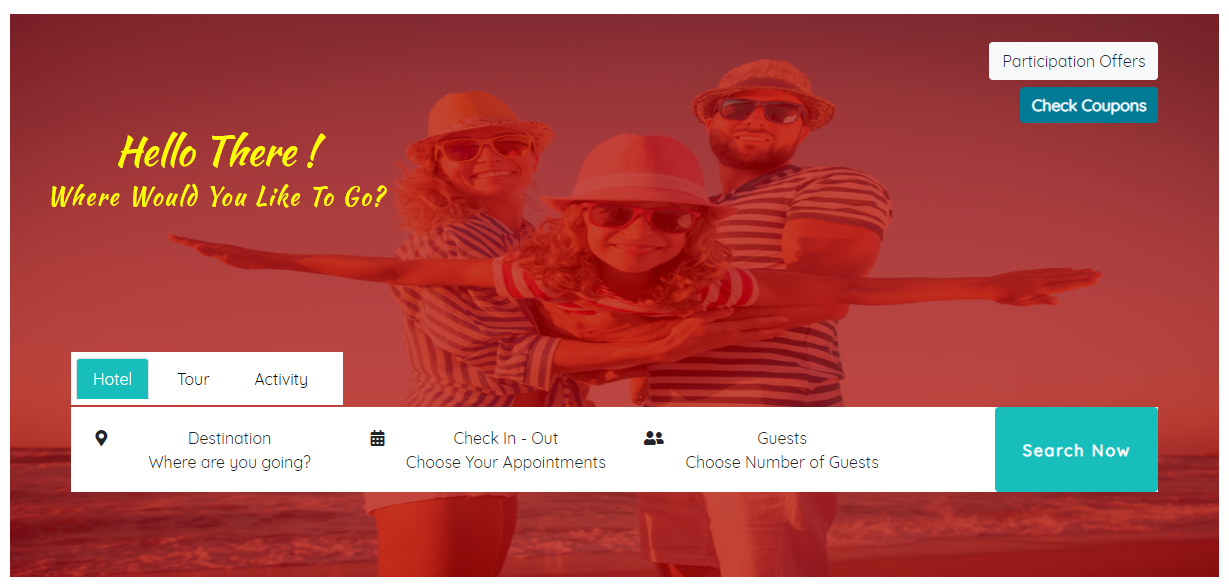 Participation Offers
Check Coupons
Hello There !
Where Would You Like To Go?
Hotel
Tour
Activity
Destination
Where are you going?
Check In - Out
Choose Your Appointments
Guests
Choose Number of Guests
Search Now